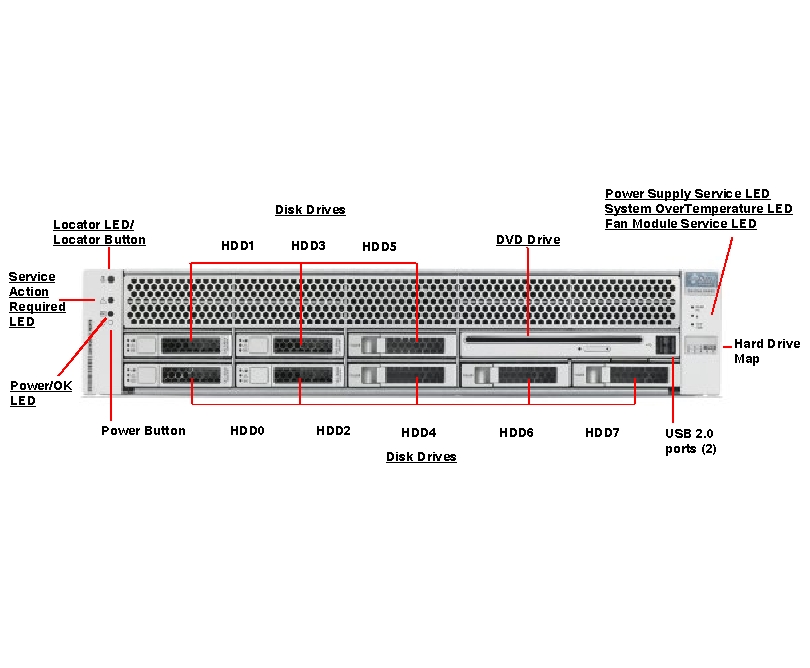 Power Supply Service LED
System OverTemperature LED
Fan Module Service LED
Disk Drives
Locator LED/
Locator Button
HDD1
HDD3
HDD5
DVD Drive
Service
Action
Required
LED
Hard Drive
Map
Power/OK
LED
Power Button
HDD0
HDD2
HDD4
HDD6
HDD7
USB 2.0
ports (2)
Disk Drives